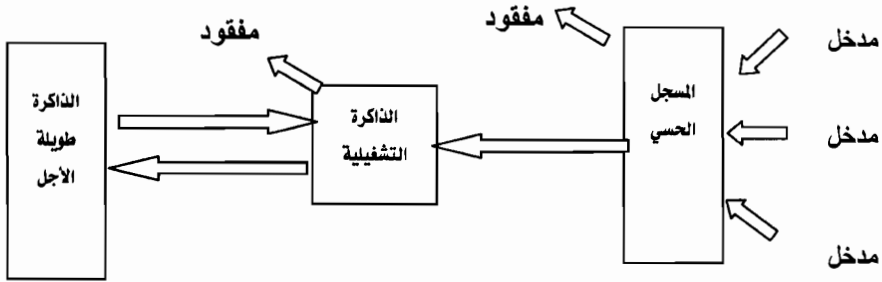 مفقود
مفقود
مدخل
مدخل
مدخل
المسجل
الحسي
الذاكرة
التشغيلية
الذاكرة
طويلة
الأجل